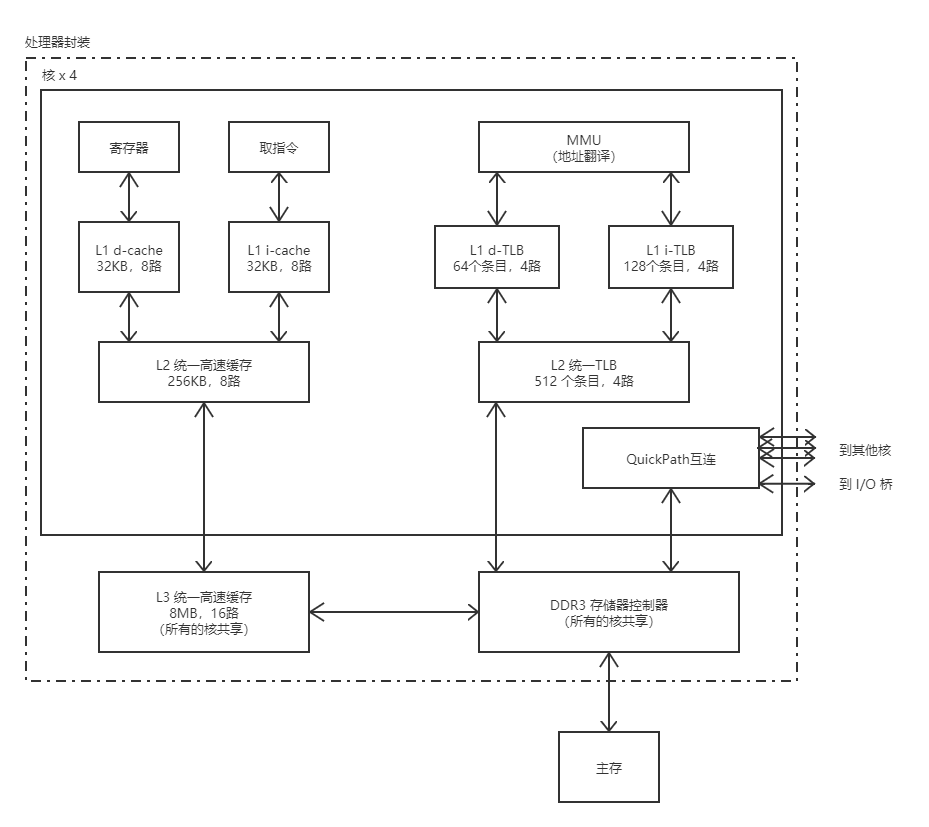 处理器封装
核 x 4
寄存器
取指令
MMU
（地址翻译）
L1 d-cache
32KB，8路
L1 i-cache
32KB，8路
L1 d-TLB
64个条目，4路
L1 i-TLB
128个条目，4路
L2 统一高速缓存
256KB，8路
L2 统一TLB
512 个条目，4路
QuickPath互连
到其他核
到 I/O 桥
L3 统一高速缓存
8MB，16路
（所有的核共享）
DDR3 存储器控制器
（所有的核共享）
主存